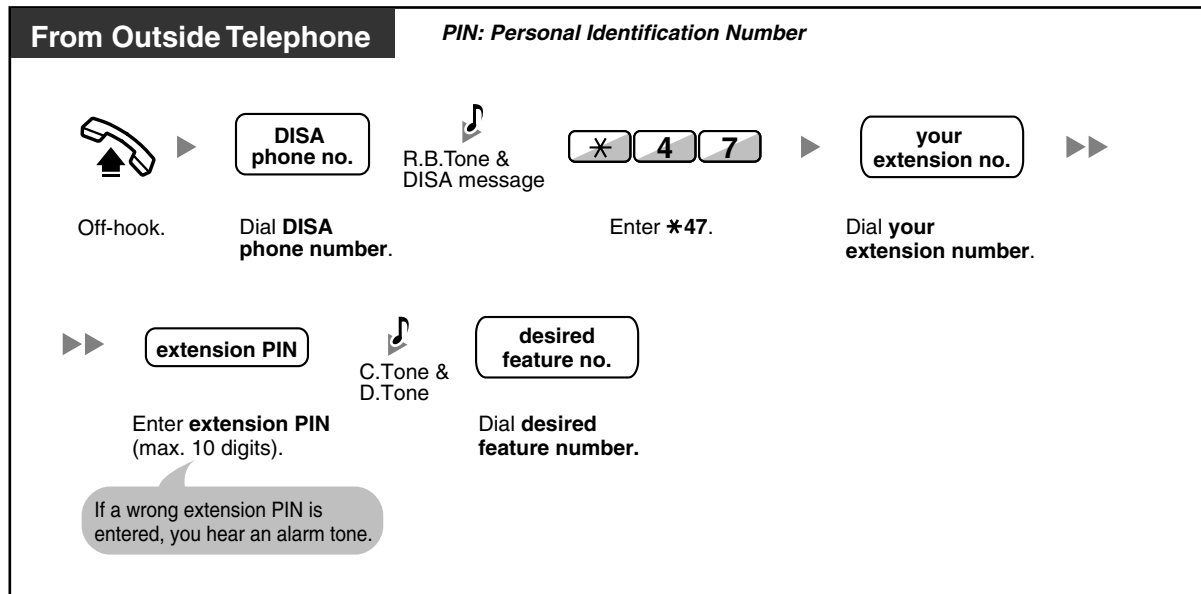 From Outside Telephone
PIN: Personal Identification Number
DISA
phone no.
R.B.Tone &
DISA message
* 4 7
your
extension no.
Off-hook.
Dial DISA
phone number.
Enter *47.
Dial your
extension number.
extension PIN
C.Tone &
D.Tone
desired
feature no.
Enter extension PIN
(max. 10 digits).
Dial desired
feature number.
If a wrong extension PIN is
entered, you hear an alarm tone.